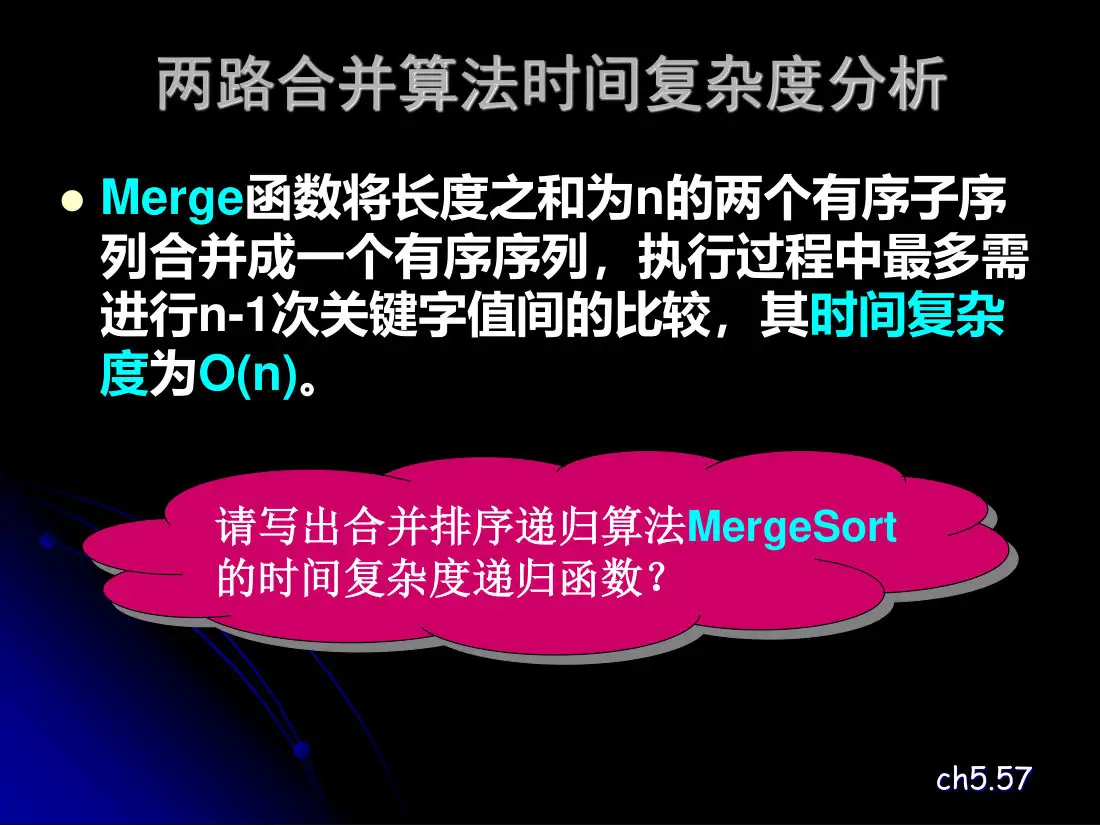 两路合并算法时间复杂度分析
Merge函数将长度之和为n的两个有序子序
列合并成一个有序序列，执行过程中最多需
进行n-1次关键字值间的比较，其时间复杂
度为O(n)。
请写出合并排序递归算法MergeSort
的时间复杂度递归函数？
ch5.57